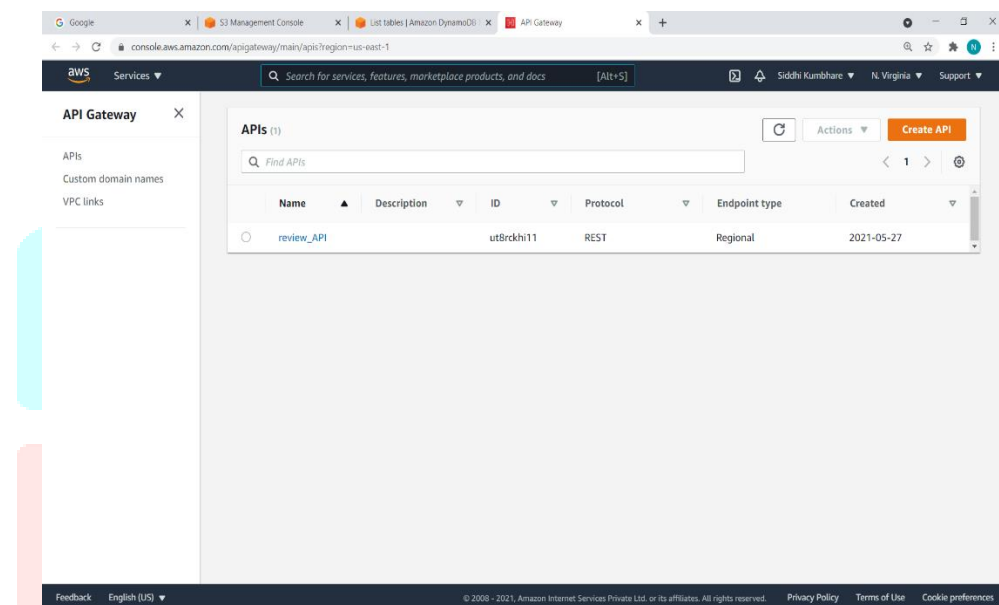 Google
S3 Management Console
List tables | Amazon DynamoDB
API Gateway
console.aws.amazon.com/apigateway/main/apis?region=us-east-1
N
aws
Services ▼
Search for services, features, marketplace products, and docs [Alt+S]
Siddhi Kumbhare ▼
N. Virginia ▼
Support ▼
API Gateway
APIs
Custom domain names
VPC links
APIs (1)
Actions ▼
Create API
Find APIs
1
Name Description ID Protocol Endpoint type Created
review_API ut8rckhi11 REST Regional 2021-05-27
Feedback English (US) ▼ © 2008 - 2021, Amazon Internet Services Private Ltd. or its affiliates. All rights reserved. Privacy Policy Terms of Use Cookie preferences